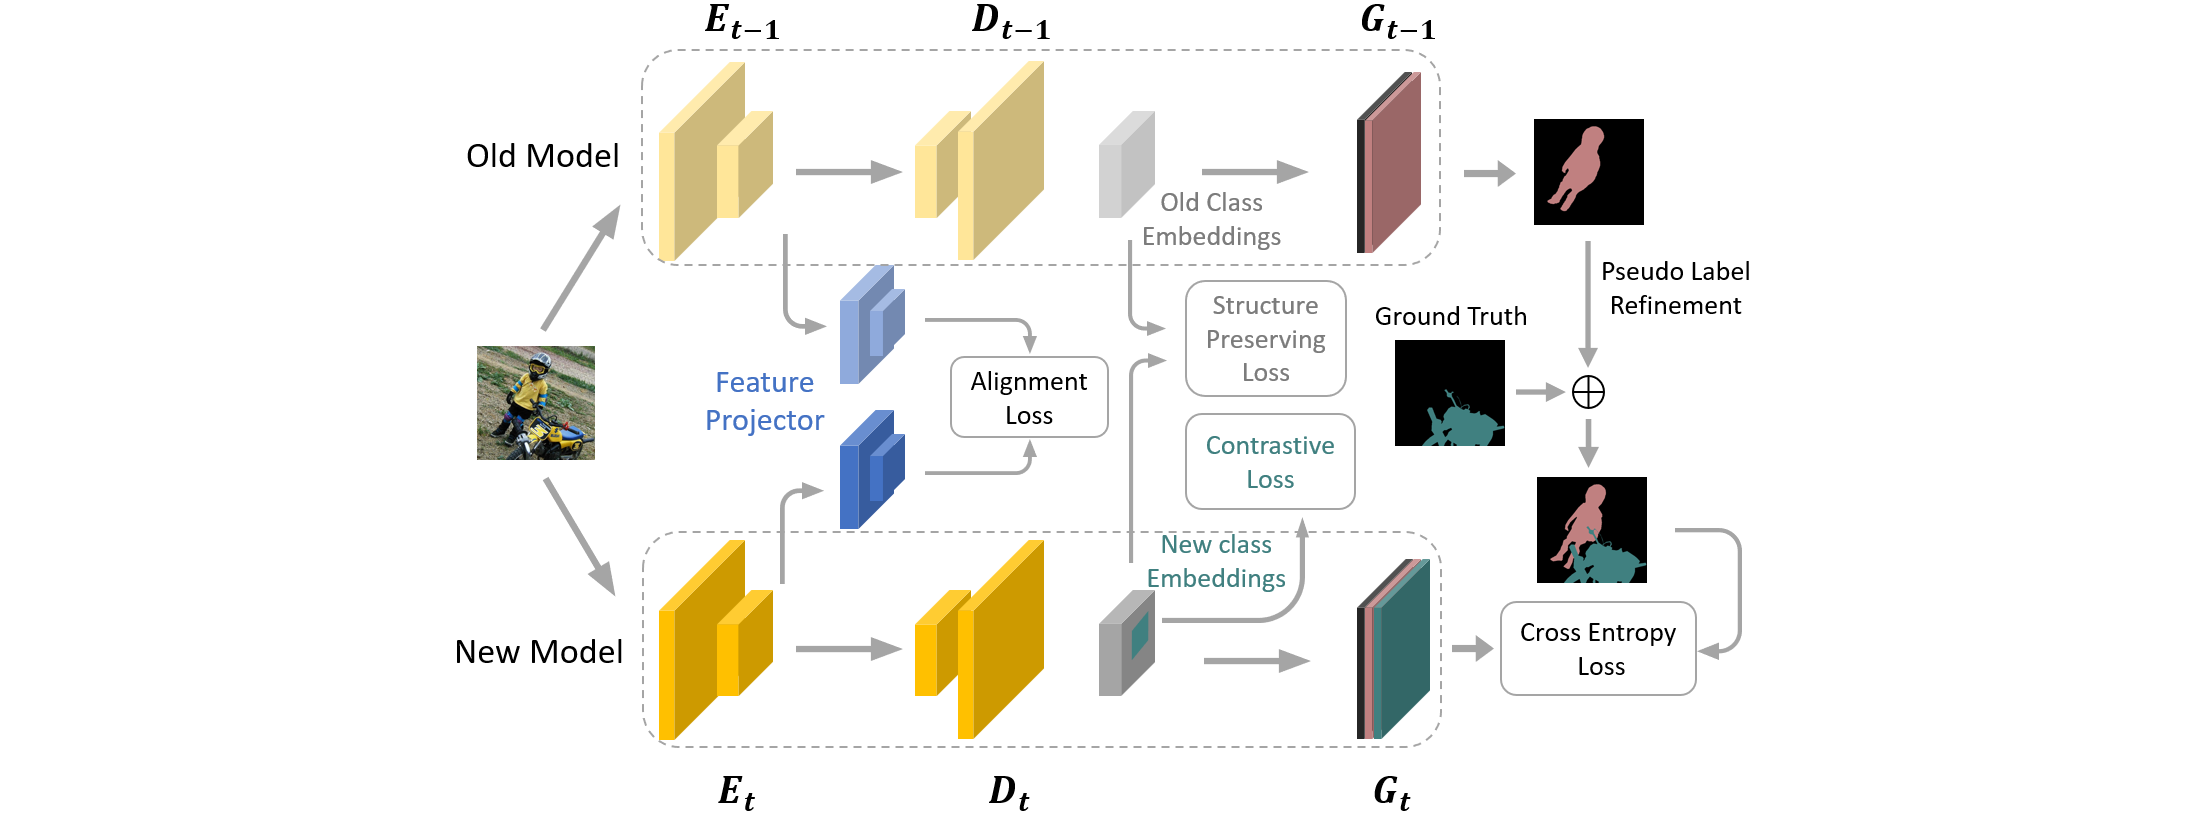 E_{t-1}
D_{t-1}
G_{t-1}
Old Model
Old Class
Embeddings
Pseudo Label
Refinement
Structure
Preserving
Loss
Ground Truth
Feature
Projector
Alignment
Loss
Contrastive
Loss
New class
Embeddings
New Model
Cross Entropy
Loss
E_t
D_t
G_t